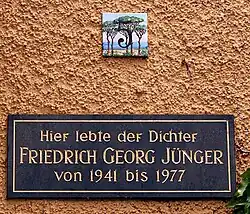 Hier lebte der Dichter
FRIEDRICH GEORG JÜNGER
von 1941 bis 1977